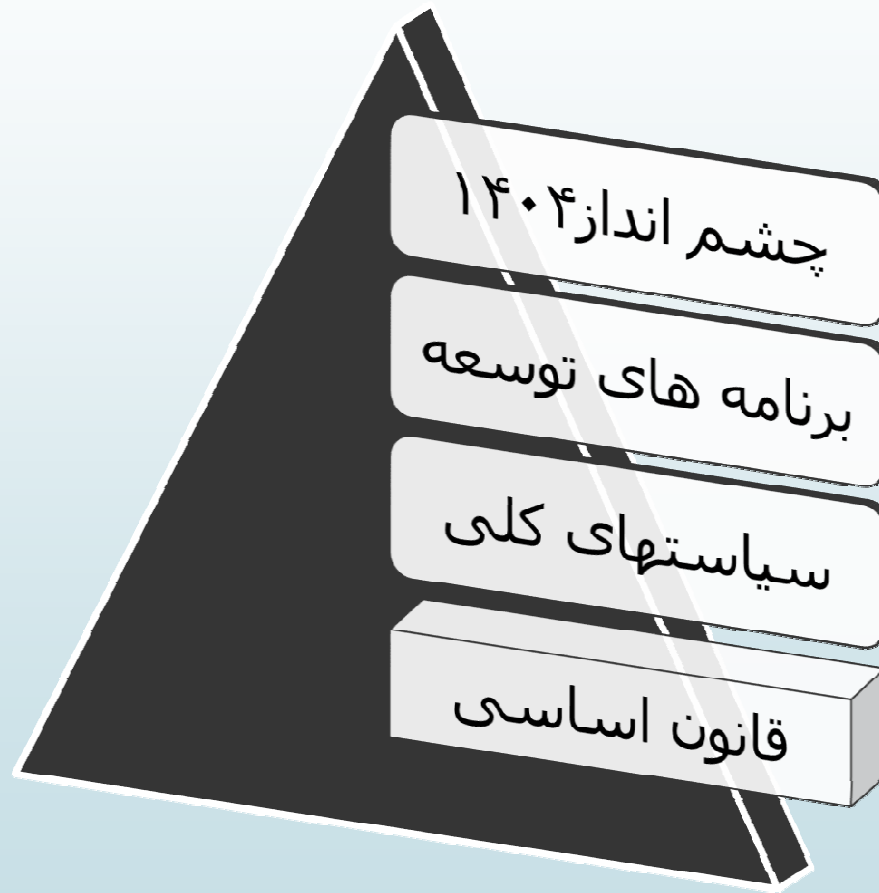 چشم انداز۱۴۰۴
برنامه های توسعه
سیاستهای کلی
قانون اساسی